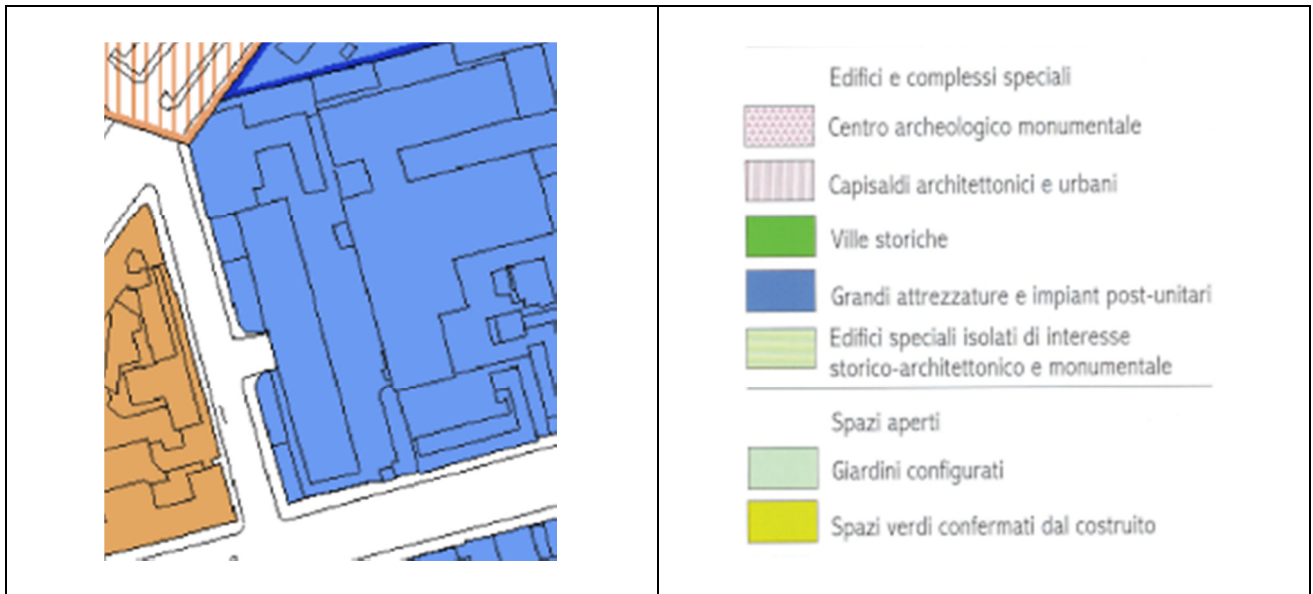 Edifici e complessi speciali
Centro archeologico monumentale
Capisaldi architettonici e urbani
Ville storiche
Grandi attrezzature e impiant post-unitari
Edifici speciali isolati di interesse
storico-architettonico e monumentale
Spazi aperti
Giardini configurati
Spazi verdi confermati dal costruito